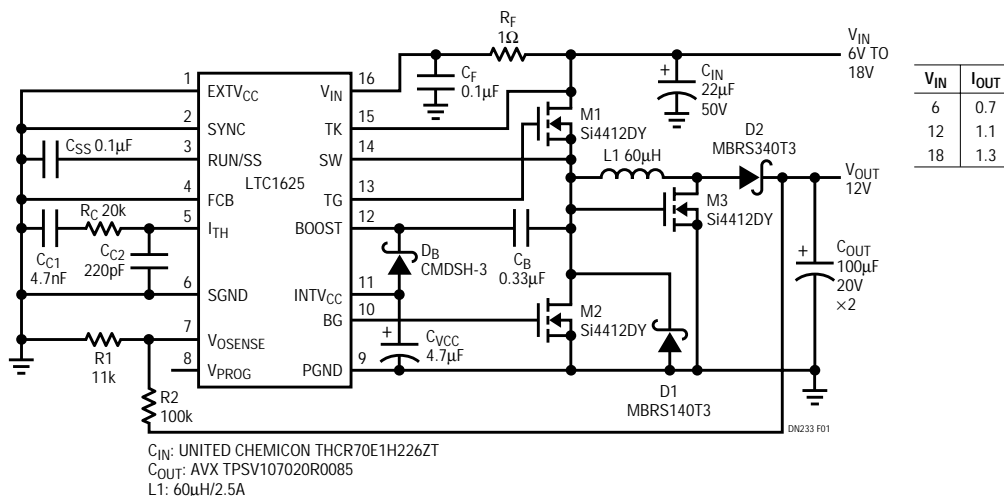 RF
1Ω
VIN
6V TO
18V
CF
0.1µF
+
CIN
22µF
50V
VIN IOUT
6 0.7
12 1.1
18 1.3
1 EXTVCC
2 SYNC
3 RUN/SS
4 FCB
5 ITH
6 SGND
7 VOSENSE
8 VPROG
LTC1625
VIN 16
TK 15
SW 14
TG 13
BOOST 12
INTVCC 11
BG 10
PGND 9
CSS 0.1µF
RC 20k
CC1
4.7nF
CC2
220pF
R1
11k
R2
100k
M1
Si4412DY
L1 60µH
D2
MBRS340T3
VOUT
12V
M3
Si4412DY
DB
CMDSH-3
CB
0.33µF
+
COUT
100µF
20V
×2
M2
Si4412DY
+
CVCC
4.7µF
D1
MBRS140T3
DN233 F01
CIN: UNITED CHEMICON THCR70E1H226ZT
COUT: AVX TPSV107020R0085
L1: 60µH/2.5A